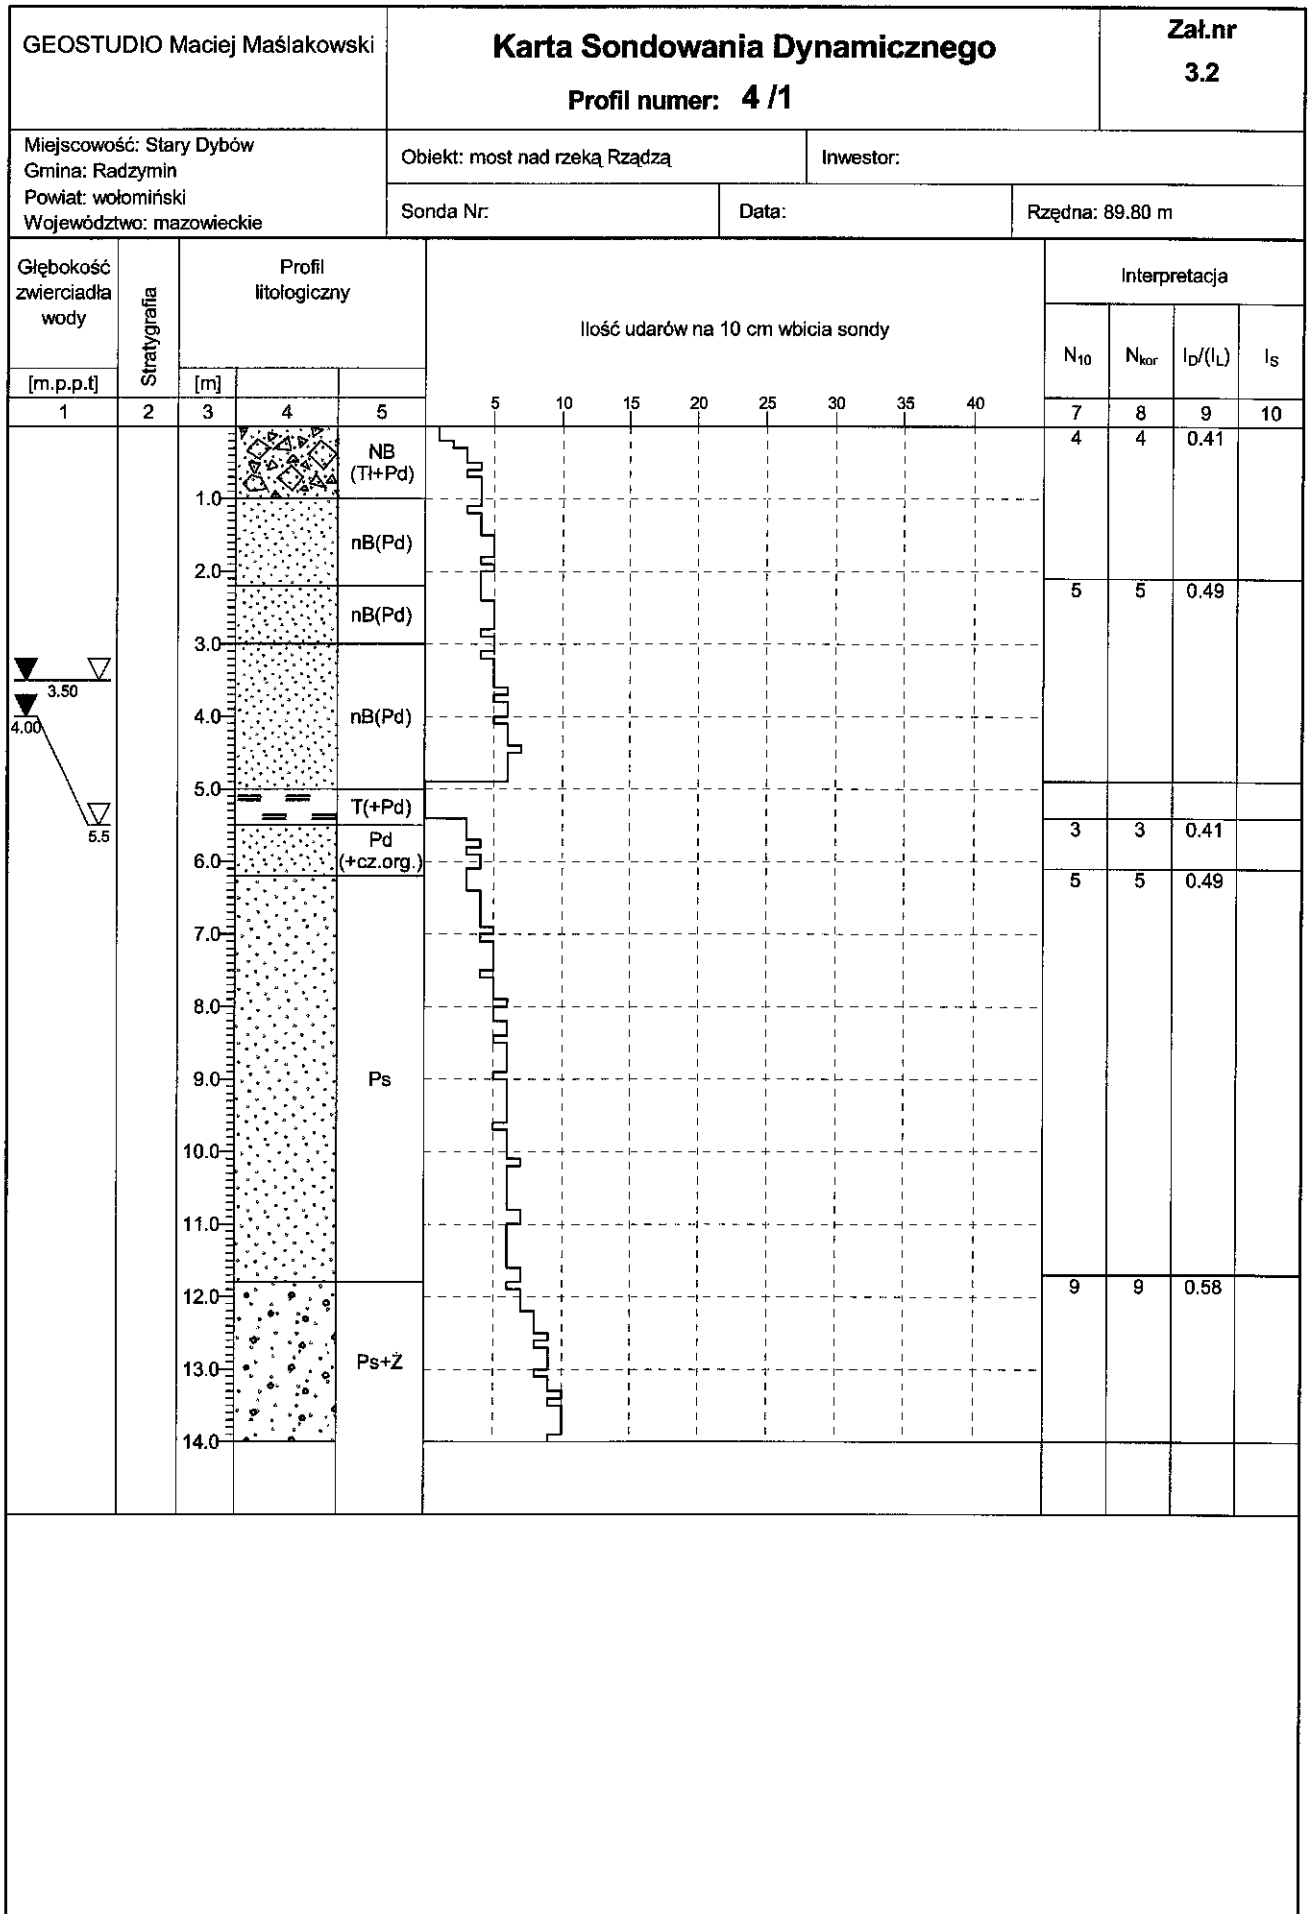 GEOSTUDIO Maciej Maślakowski
Karta Sondowania Dynamicznego
Profil numer: 4 /1
Zał.nr
3.2
Miejscowość: Stary Dybów
Gmina: Radzymin
Powiat: wołomiński
Województwo: mazowieckie
Obiekt: most nad rzeką Rządzą
Inwestor:
Sonda Nr:
Data:
Rzędna: 89.80 m
Głębokość
zwierciadła
wody
[m.p.p.t]
Stratygrafia
Profil
litologiczny
[m]
Ilość udarów na 10 cm wbicia sondy
Interpretacja
N10 Nkor ID/(IL) IS
1 2 3 4 5
5 10 15 20 25 30 35 40
7 8 9 10
NB
(Tł+Pd)
4 4 0.41
1.0
nB(Pd)
2.0
5 5 0.49
nB(Pd)
3.0
3.50
nB(Pd)
4.0
4.00
5.0
T(+Pd)
5.5
Pd
(+cz.org.)
3 3 0.41
6.0
5 5 0.49
7.0
8.0
Ps
9.0
10.0
11.0
9 9 0.58
12.0
Ps+Ż
13.0
14.0